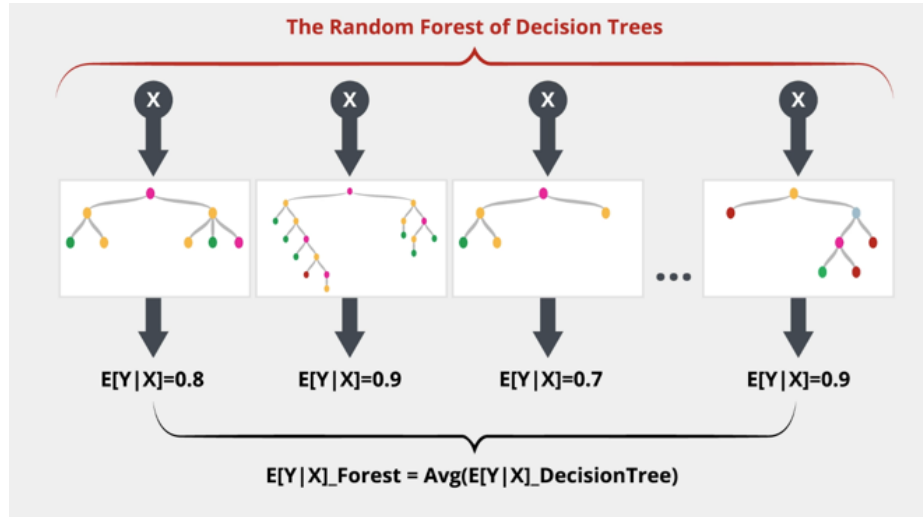 The Random Forest of Decision Trees
X X X X
...
E[Y|X]=0.8 E[Y|X]=0.9 E[Y|X]=0.7 E[Y|X]=0.9
E[Y|X]_Forest = Avg(E[Y|X]_DecisionTree)